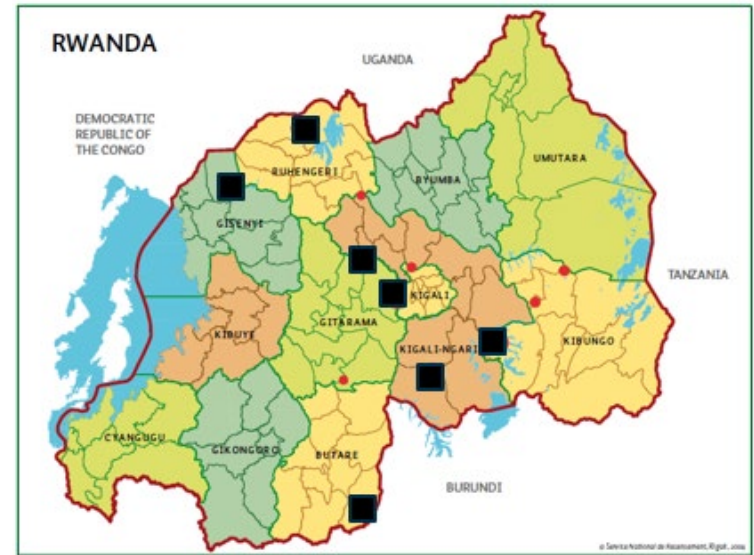 RWANDA
UGANDA
DEMOCRATIC
REPUBLIC OF
THE CONGO
RUHENGERI
BYUMBA
UMUTARA
GISENYI
TANZANIA
KIGALI
GITARAMA
KIBUYE
KIGALI-NGARI
KIBUNGO
CYANGUGU
GIKONGORO
BUTARE
BURUNDI